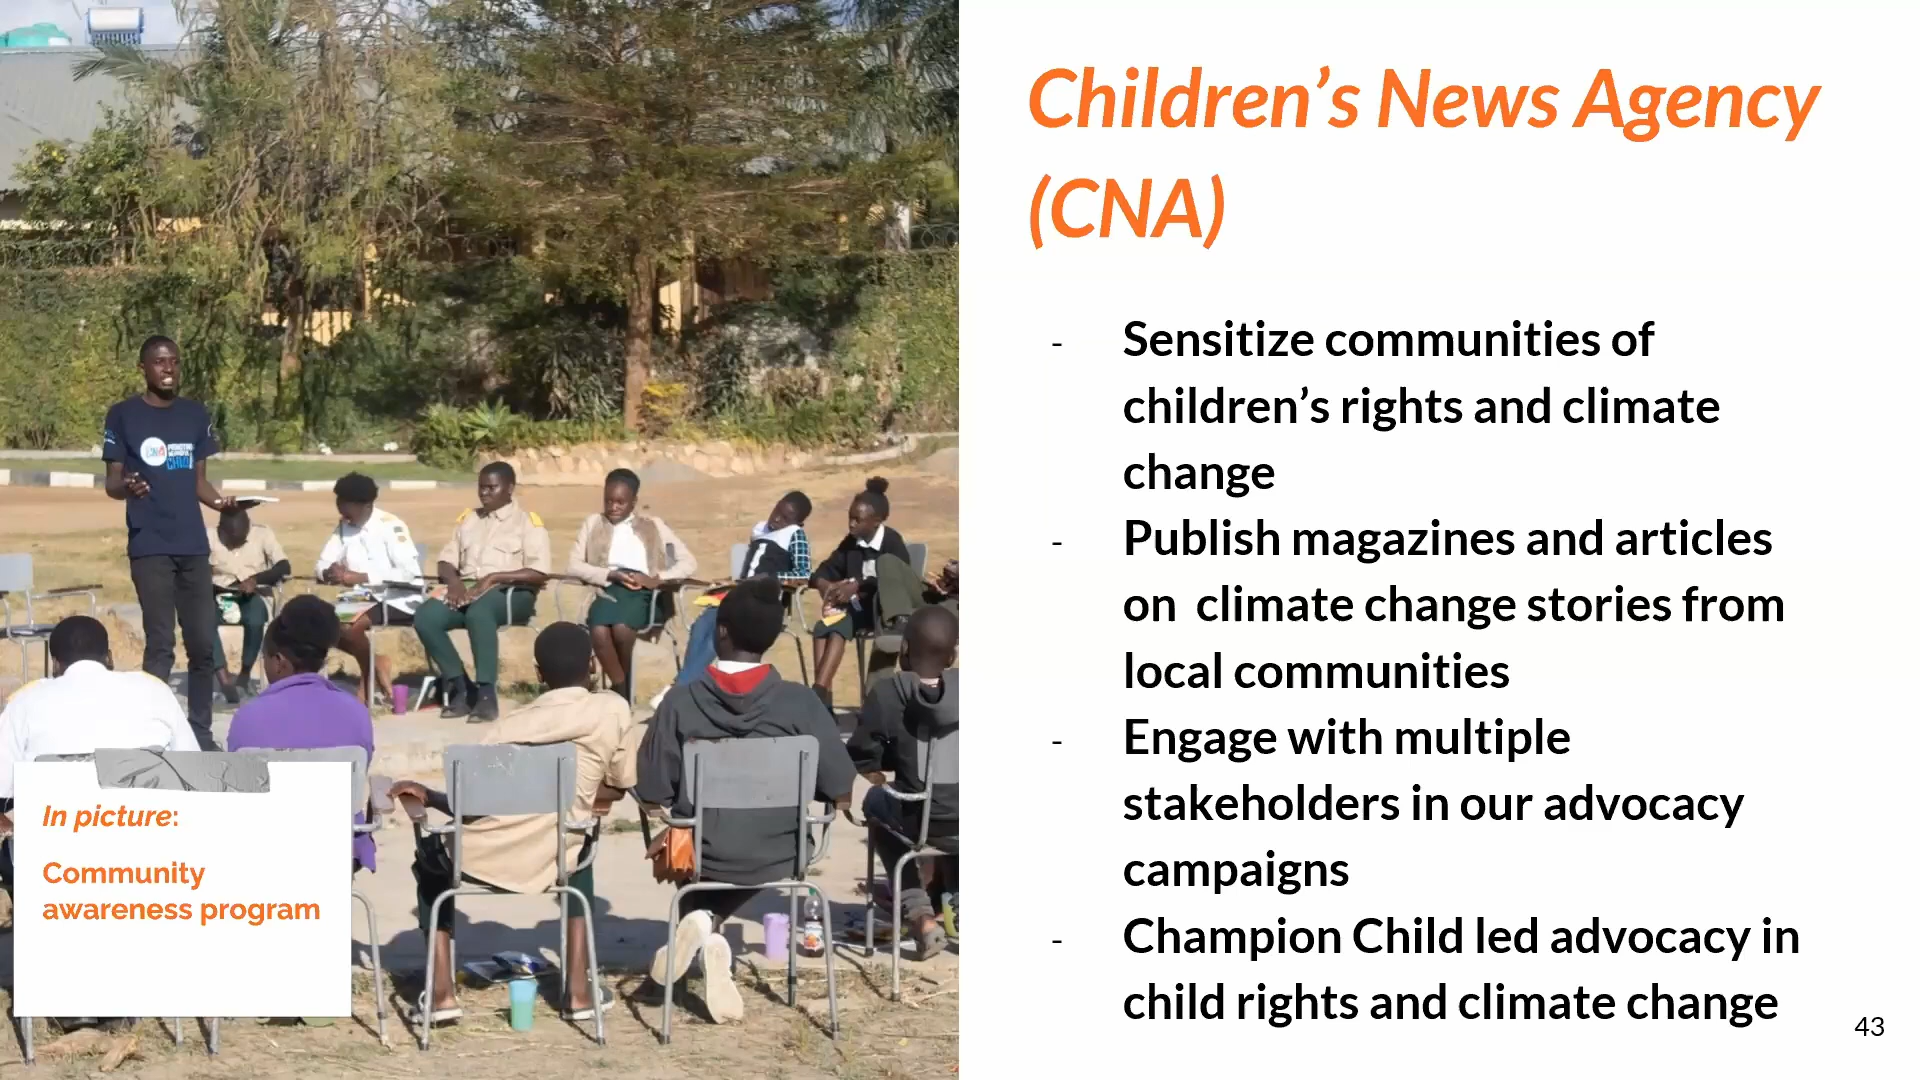 Children’s News Agency
(CNA)
- Sensitize communities of
children’s rights and climate
change
- Publish magazines and articles
on  climate change stories from
local communities
- Engage with multiple
stakeholders in our advocacy
campaigns
- Champion Child led advocacy in
child rights and climate change
43
In picture:
Community
awareness program
CNA
CHILD